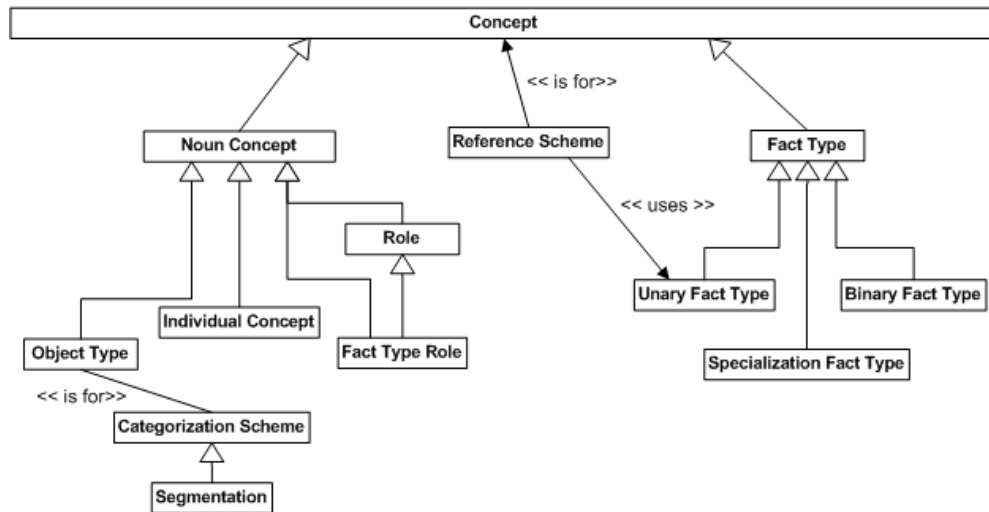 Concept
<< is for>>
Noun Concept
Reference Scheme
Fact Type
<< uses >>
Role
Unary Fact Type
Binary Fact Type
Individual Concept
Object Type
Fact Type Role
Specialization Fact Type
<< is for>>
Categorization Scheme
Segmentation